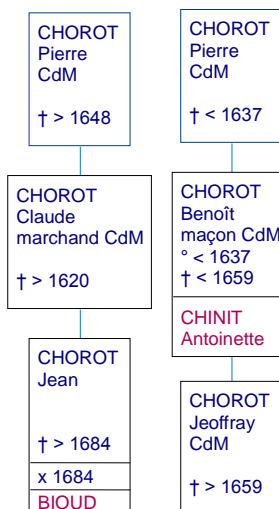 CHOROT
Pierre
CdM
† > 1648
CHOROT
Claude
marchand CdM
† > 1620
CHOROT
Jean
† > 1684
x 1684
BIOUD
CHOROT
Pierre
CdM
† < 1637
CHOROT
Benoît
maçon CdM
° < 1637
† < 1659
CHINIT
Antoinette
CHOROT
Jeoffray
CdM
† > 1659